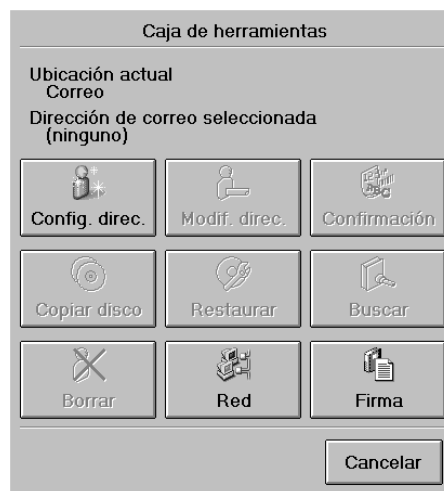 Caja de herramientas
Ubicación actual
Correo
Dirección de correo seleccionada
(ninguno)
Config. direc.
Modif. direc.
Confirmación
Copiar disco
Restaurar
Buscar
Borrar
Red
Firma
Cancelar